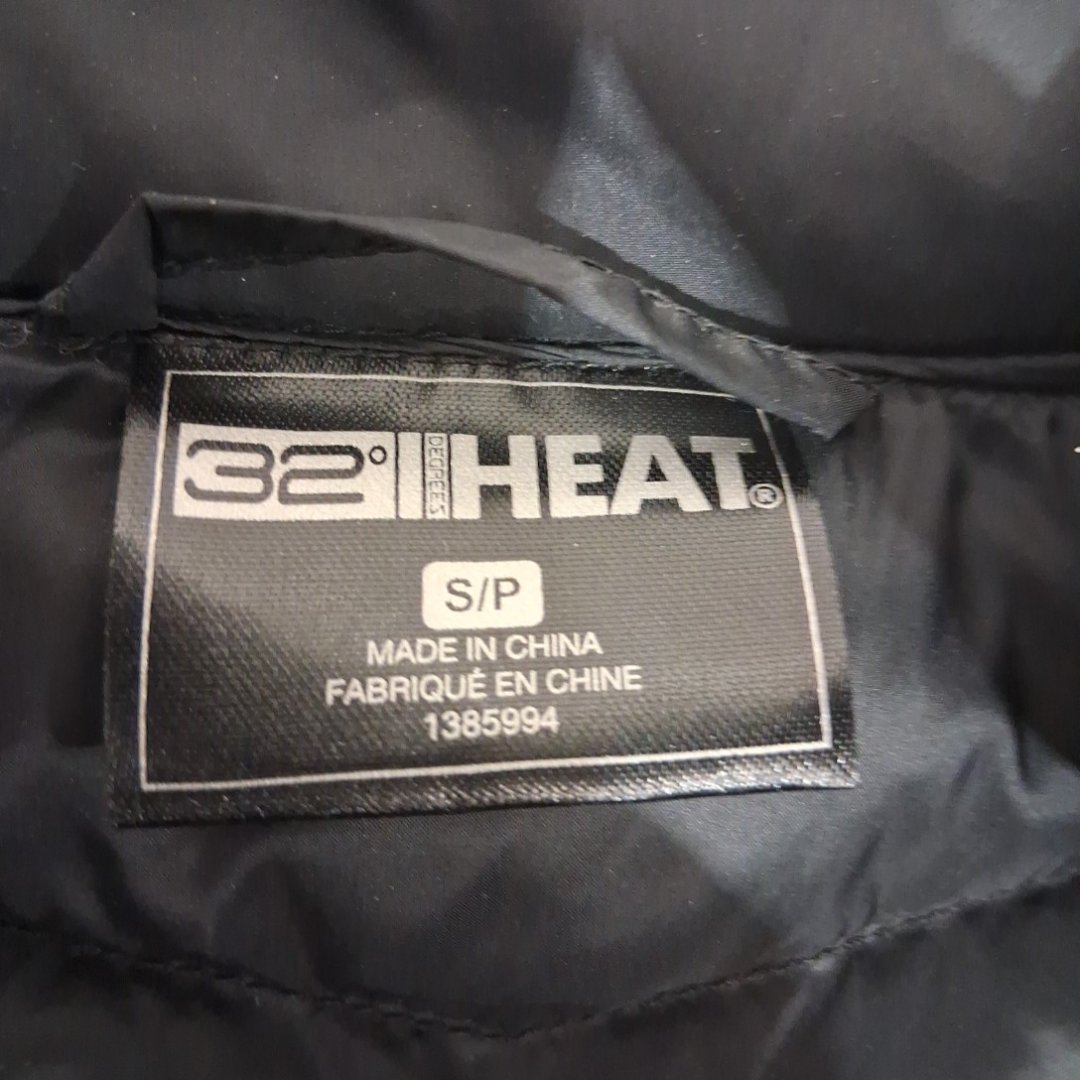 32° DEGREES HEAT®
S/P
MADE IN CHINA
FABRIQUÉ EN CHINE
1385994